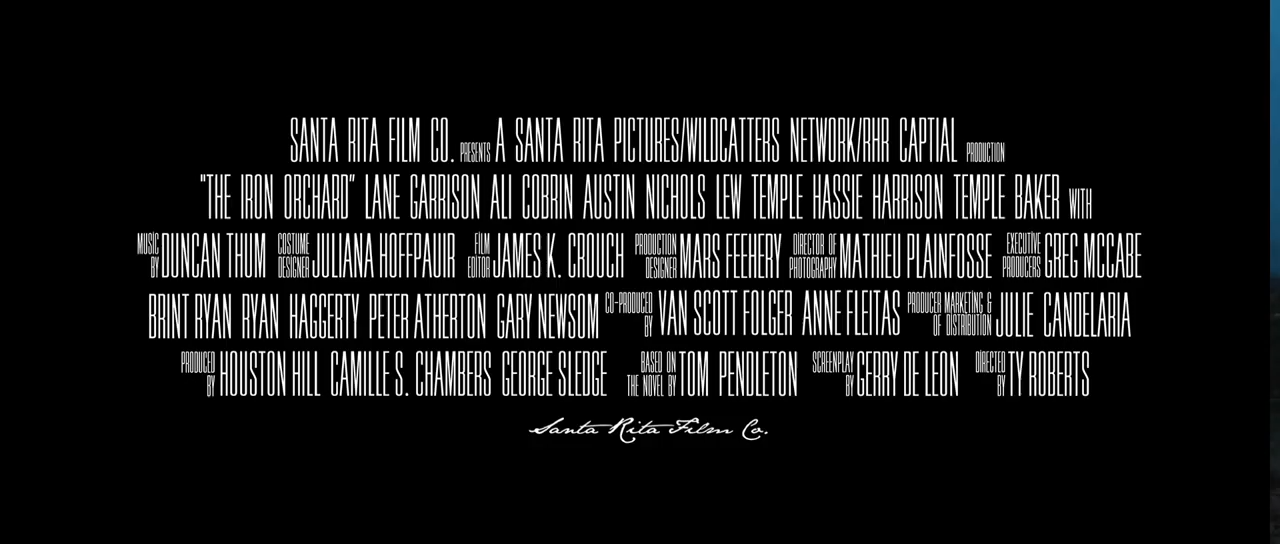 SANTA RITA FILM CO. PRESENTS A SANTA RITA PICTURES/WILDCATTERS NETWORK/RHR CAPTIAL PRODUCTION
"THE IRON ORCHARD" LANE GARRISON ALI COBRIN AUSTIN NICHOLS LEW TEMPLE HASSIE HARRISON TEMPLE BAKER WITH
MUSIC BY DUNCAN THUM COSTUME DESIGNER JULIANA HOFFPAUIR FILM EDITOR JAMES K. CROUCH PRODUCTION DESIGNER MARS FEEHERY DIRECTOR OF PHOTOGRAPHY MATHIEU PLAINFOSSE EXECUTIVE PRODUCERS GREG MCCABE
BRINT RYAN RYAN HAGGERTY PETER ATHERTON GARY NEWSOM CO-PRODUCED BY VAN SCOTT FOLGER ANNE FLEITAS PRODUCER MARKETING & OF DISTRIBUTION JULIE CANDELARIA
PRODUCED BY HOUSTON HILL CAMILLE S. CHAMBERS GEORGE SLEDGE BASED ON THE NOVEL BY TOM PENDLETON SCREENPLAY BY GERRY DE LEON DIRECTED BY TY ROBERTS
Santa Rita Film Co.